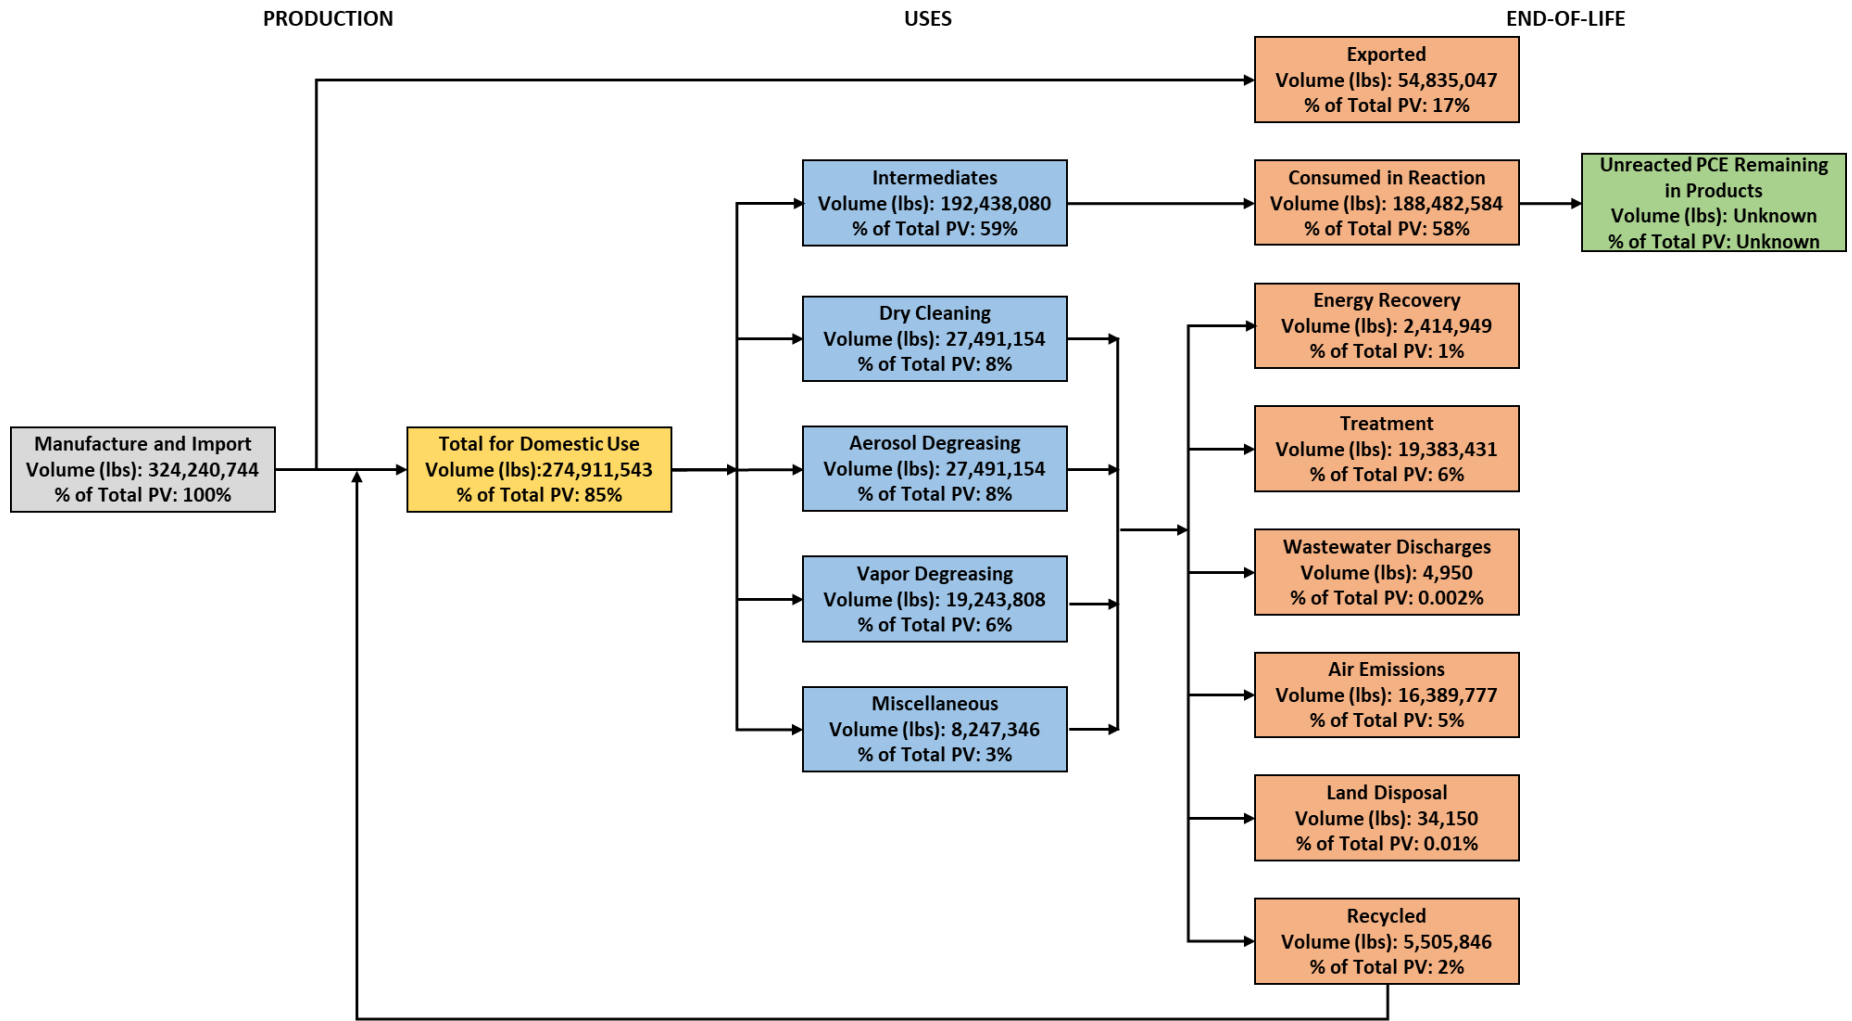 PRODUCTION
USES
END-OF-LIFE
Exported
Volume (lbs): 54,835,047
% of Total PV: 17%
Intermediates
Volume (lbs): 192,438,080
% of Total PV: 59%
Consumed in Reaction
Volume (lbs): 188,482,584
% of Total PV: 58%
Unreacted PCE Remaining
in Products
Volume (lbs): Unknown
% of Total PV: Unknown
Dry Cleaning
Volume (lbs): 27,491,154
% of Total PV: 8%
Energy Recovery
Volume (lbs): 2,414,949
% of Total PV: 1%
Manufacture and Import
Volume (lbs): 324,240,744
% of Total PV: 100%
Total for Domestic Use
Volume (lbs):274,911,543
% of Total PV: 85%
Aerosol Degreasing
Volume (lbs): 27,491,154
% of Total PV: 8%
Treatment
Volume (lbs): 19,383,431
% of Total PV: 6%
Vapor Degreasing
Volume (lbs): 19,243,808
% of Total PV: 6%
Wastewater Discharges
Volume (lbs): 4,950
% of Total PV: 0.002%
Miscellaneous
Volume (lbs): 8,247,346
% of Total PV: 3%
Air Emissions
Volume (lbs): 16,389,777
% of Total PV: 5%
Land Disposal
Volume (lbs): 34,150
% of Total PV: 0.01%
Recycled
Volume (lbs): 5,505,846
% of Total PV: 2%